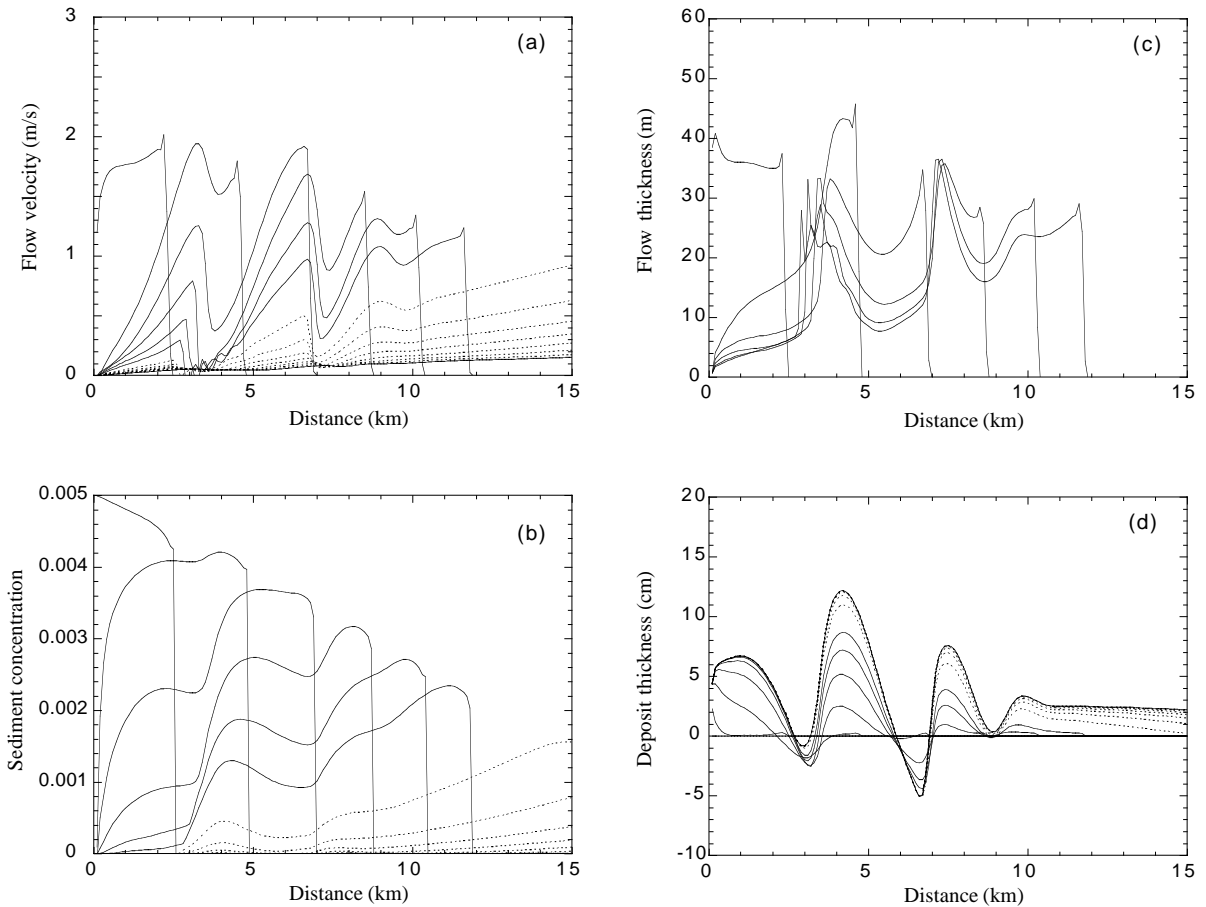 (a)
Flow velocity (m/s)
3
2
1
0
0 5 10 15
Distance (km)
(c)
Flow thickness (m)
60
50
40
30
20
10
0
0 5 10 15
Distance (km)
(b)
Sediment concentration
0.005
0.004
0.003
0.002
0.001
0
0 5 10 15
Distance (km)
(d)
Deposit thickness (cm)
20
15
10
5
0
-5
-10
0 5 10 15
Distance (km)